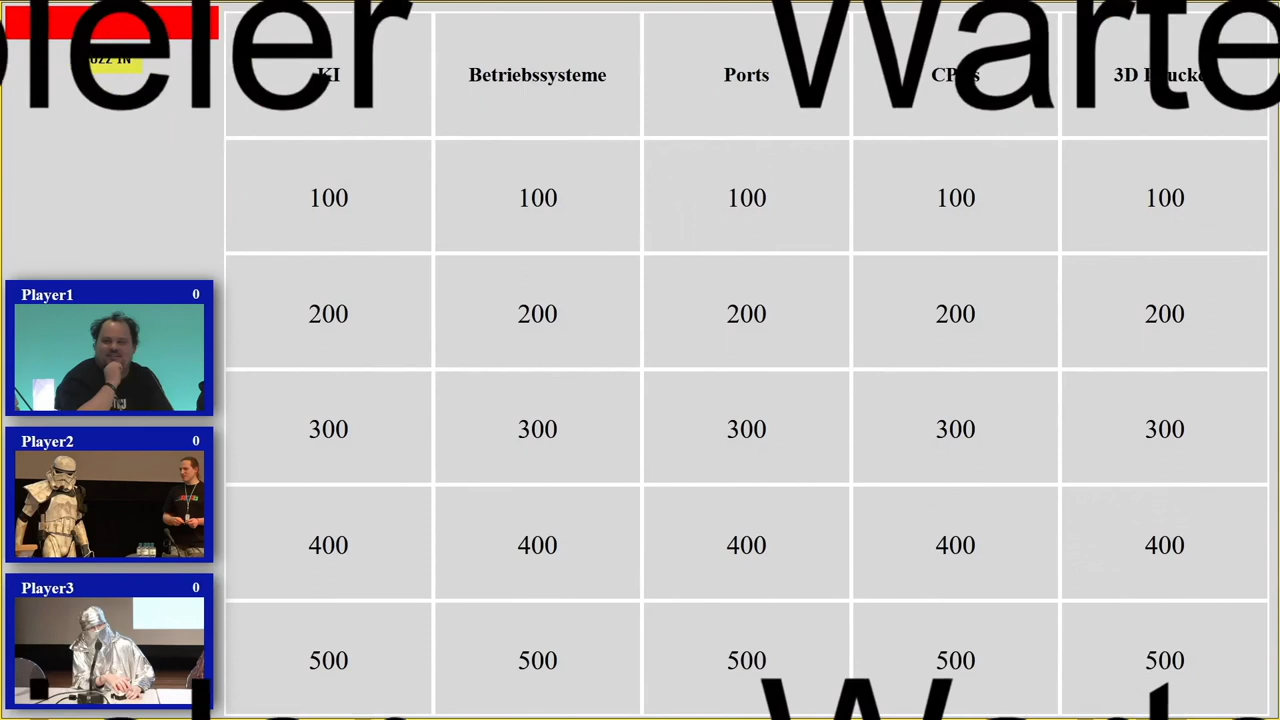 Warte
KI Betriebssysteme Ports
100 100 100 100 100
200 200 200 200 200
300 300 300 300 300
400 400 400 400 400
500 500 500 500 500
Player1 0
Player2 0
Player3 0